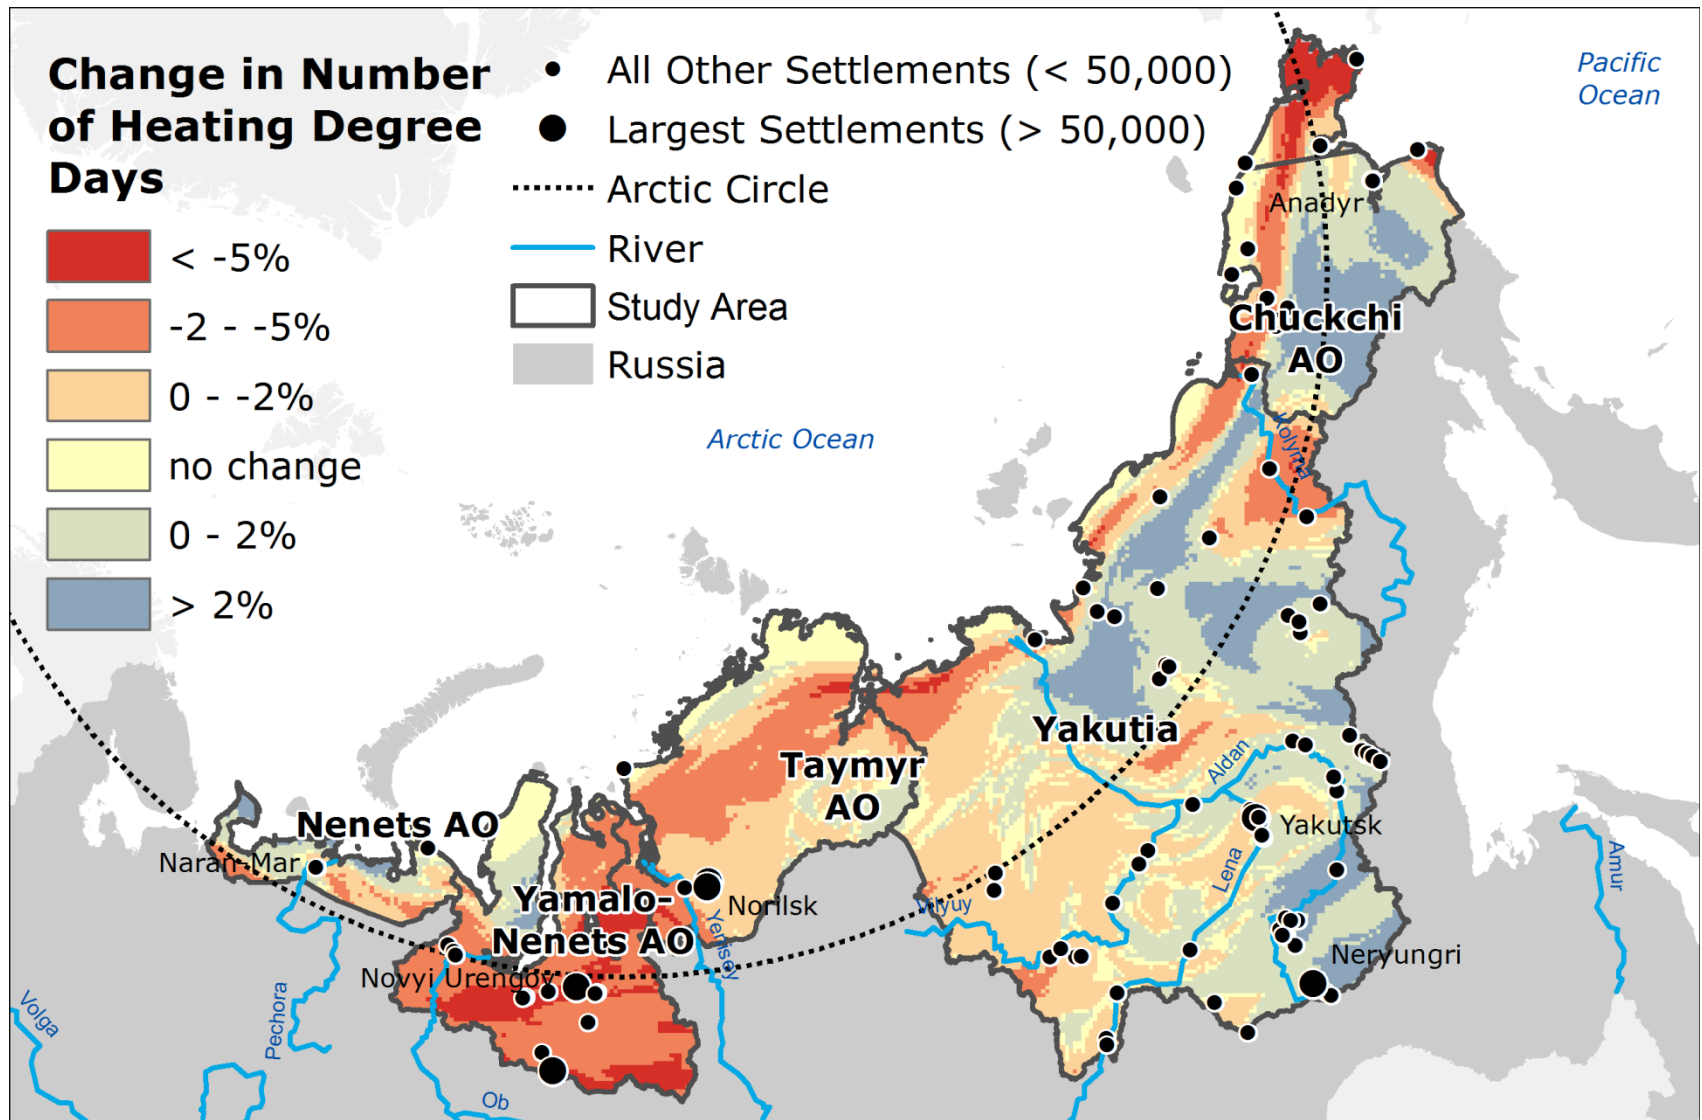 Change in Number
of Heating Degree
Days
< -5%
-2 - -5%
0 - -2%
no change
0 - 2%
> 2%
All Other Settlements (< 50,000)
Largest Settlements (> 50,000)
Arctic Circle
River
Study Area
Russia
Pacific
Ocean
Arctic Ocean
Anadyr
Chuckchi
AO
Kolyma
Yakutia
Aldan
Taymyr
AO
Nenets AO
Naran-Mar
Yakutsk
Lena
Amur
Vilyuy
Yamalo-
Nenets AO
Norilsk
Yenisey
Novyi Urengoy
Neryungri
Volga
Pechora
Ob